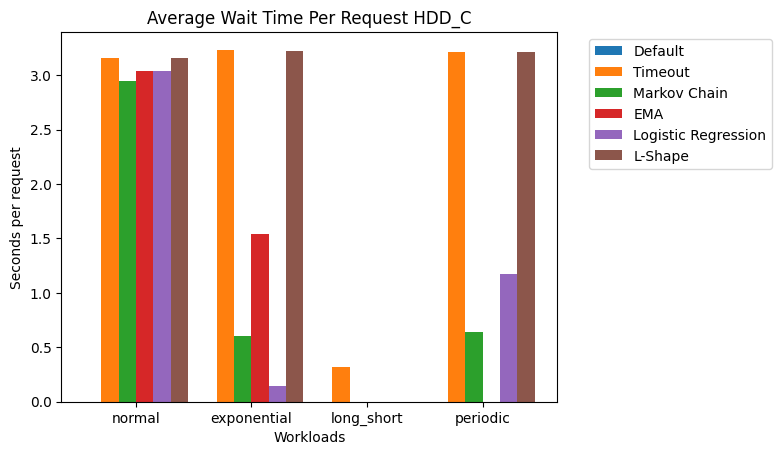 Average Wait Time Per Request HDD_C
Seconds per request
3.0
2.5
2.0
1.5
1.0
0.5
0.0
normal
exponential
long_short
periodic
Workloads
Default
Timeout
Markov Chain
EMA
Logistic Regression
L-Shape